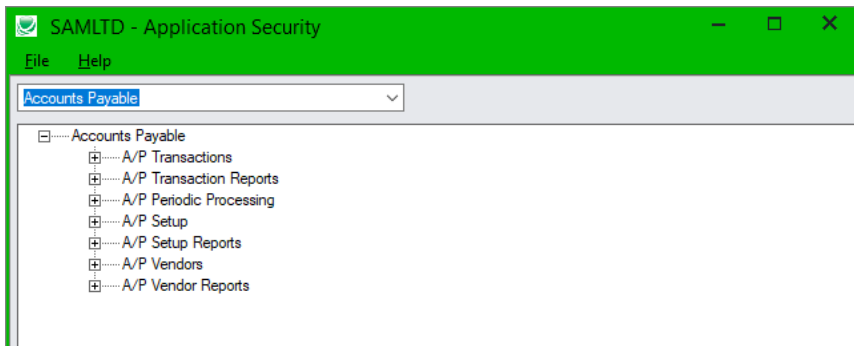 SAMLTD - Application Security
File Help
Accounts Payable
Accounts Payable
A/P Transactions
A/P Transaction Reports
A/P Periodic Processing
A/P Setup
A/P Setup Reports
A/P Vendors
A/P Vendor Reports